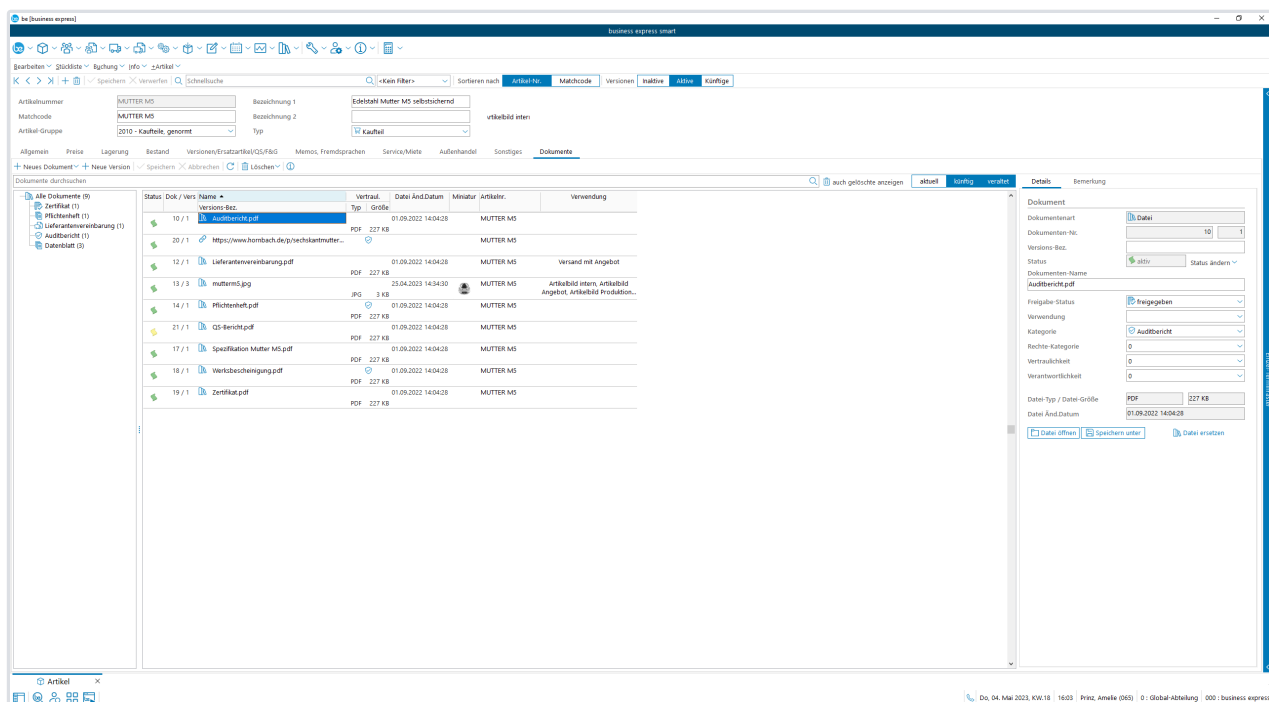 be [business express]
business express smart
Bearbeiten Stückliste Buchung Info +Artikel
Speichern Verwerfen Schnellsuche <Kein Filter> Sortieren nach Artikel-Nr. Matchcode Versionen Inaktive Aktive Künftige
Artikelnummer MUTTER M5 Bezeichnung 1 Edelstahl Mutter M5 selbstsichernd
Matchcode MUTTER M5 Bezeichnung 2 Artikelbild intern
Artikel-Gruppe 2010 - Kaufteile, genormt Typ Kaufteil
Allgemein Preise Lagerung Bestand Versionen/Ersatzartikel/QS/F&G Memos, Fremdsprachen Service/Miete Außenhandel Sonstiges Dokumente
Neues Dokument Neue Version Speichern Abbrechen Löschen
Dokumente durchsuchen auch gelöschte anzeigen aktuell künftig veraltet Details Bemerkung
Alle Dokumente (9)
Zertifikat (1)
Pflichtenheft (1)
Lieferantenvereinbarung (1)
Auditbericht (1)
Datenblatt (3)
Status Dok / Vers Name Vertraul. Datei Änd.Datum Miniatur Artikelnr. Verwendung
Versions-Bez. Typ Größe
10 / 1 Auditbericht.pdf 01.09.2022 14:04:28 MUTTER M5
PDF 227 KB
20 / 1 https://www.hornbach.de/p/sechskantmutter... MUTTER M5
12 / 1 Lieferantenvereinbarung.pdf 01.09.2022 14:04:28 MUTTER M5 Versand mit Angebot
PDF 227 KB
13 / 3 mutterm5.jpg 25.04.2023 14:34:30 MUTTER M5 Artikelbild intern, Artikelbild
JPG 3 KB Angebot, Artikelbild Produktion...
14 / 1 Pflichtenheft.pdf 01.09.2022 14:04:28 MUTTER M5
PDF 227 KB
21 / 1 QS-Bericht.pdf 01.09.2022 14:04:28 MUTTER M5
PDF 227 KB
17 / 1 Spezifikation Mutter M5.pdf 01.09.2022 14:04:28 MUTTER M5
PDF 227 KB
18 / 1 Werksbescheinigung.pdf 01.09.2022 14:04:28 MUTTER M5
PDF 227 KB
19 / 1 Zertifikat.pdf 01.09.2022 14:04:28 MUTTER M5
PDF 227 KB
Dokument
Dokumentenart Datei
Dokumenten-Nr. 10 1
Versions-Bez.
Status aktiv Status ändern
Dokumenten-Name
Auditbericht.pdf
Freigabe-Status freigegeben
Verwendung
Kategorie Auditbericht
Rechte-Kategorie 0
Vertraulichkeit 0
Verantwortlichkeit 0
Datei-Typ / Datei-Größe PDF 227 KB
Datei Änd.Datum 01.09.2022 14:04:28
Datei öffnen Speichern unter Datei ersetzen
Artikel
Do, 04. Mai 2023, KW.18 16:03 Prinz, Amelie (065) 0 : Global-Abteilung 000 : business express